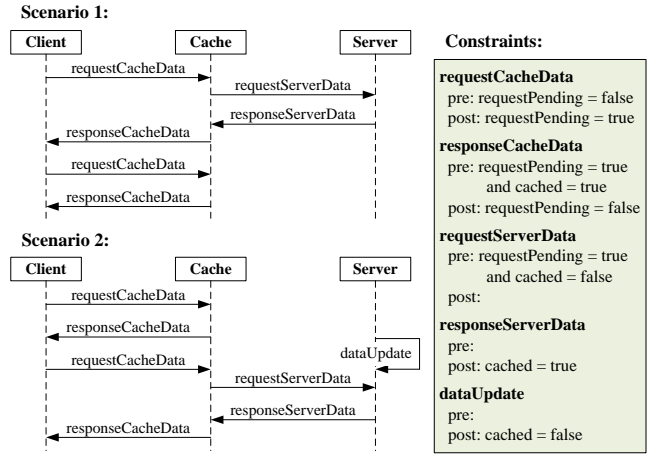 Scenario 1:
Client Cache Server
requestCacheData
requestServerData
responseServerData
responseCacheData
requestCacheData
responseCacheData
Scenario 2:
Client Cache Server
requestCacheData
responseCacheData
dataUpdate
requestCacheData
requestServerData
responseServerData
responseCacheData
Constraints:
requestCacheData
pre: requestPending = false
post: requestPending = true
responseCacheData
pre: requestPending = true
and cached = true
post: requestPending = false
requestServerData
pre: requestPending = true
and cached = false
post:
responseServerData
pre:
post: cached = true
dataUpdate
pre:
post: cached = false